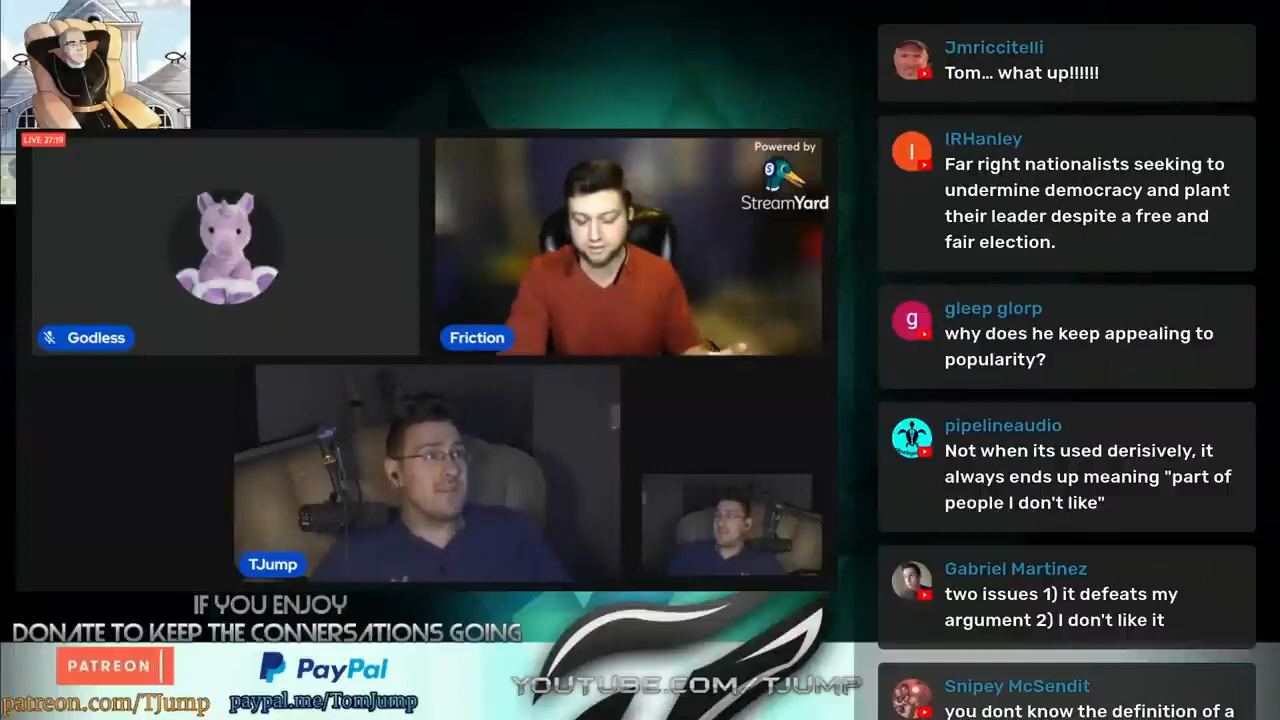 LIVE 37:19
Godless
Powered by
StreamYard
Friction
TJump
IF YOU ENJOY
DONATE TO KEEP THE CONVERSATIONS GOING
PATREON
PayPal
patreon.com/TJump
paypal.me/TomJump
YOUTUBE.COM/TJUMP
Jmriccitelli
Tom... what up!!!!!!
IRHanley
Far right nationalists seeking to
undermine democracy and plant
their leader despite a free and
fair election.
gleep glorp
why does he keep appealing to
popularity?
pipelineaudio
Not when its used derisively, it
always ends up meaning "part of
people I don't like"
Gabriel Martinez
two issues 1) it defeats my
argument 2) I don't like it
Snipey McSendit
you dont know the definition of a